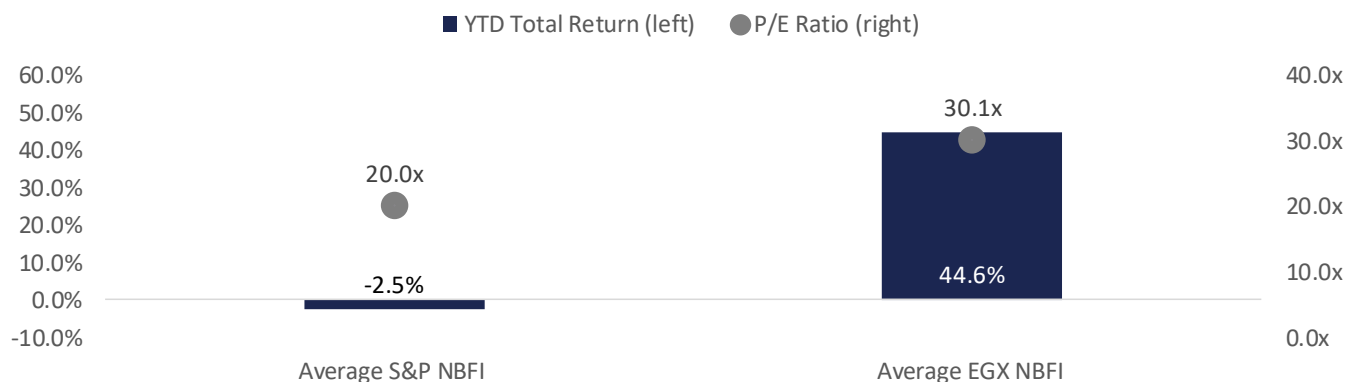 YTD Total Return (left) P/E Ratio (right)
60.0% 40.0x
50.0% 30.1x
40.0% 30.0x
30.0% 20.0x
20.0% 20.0x
10.0% -2.5% 44.6% 10.0x
0.0%
-10.0% 0.0x
Average S&P NBFI Average EGX NBFI